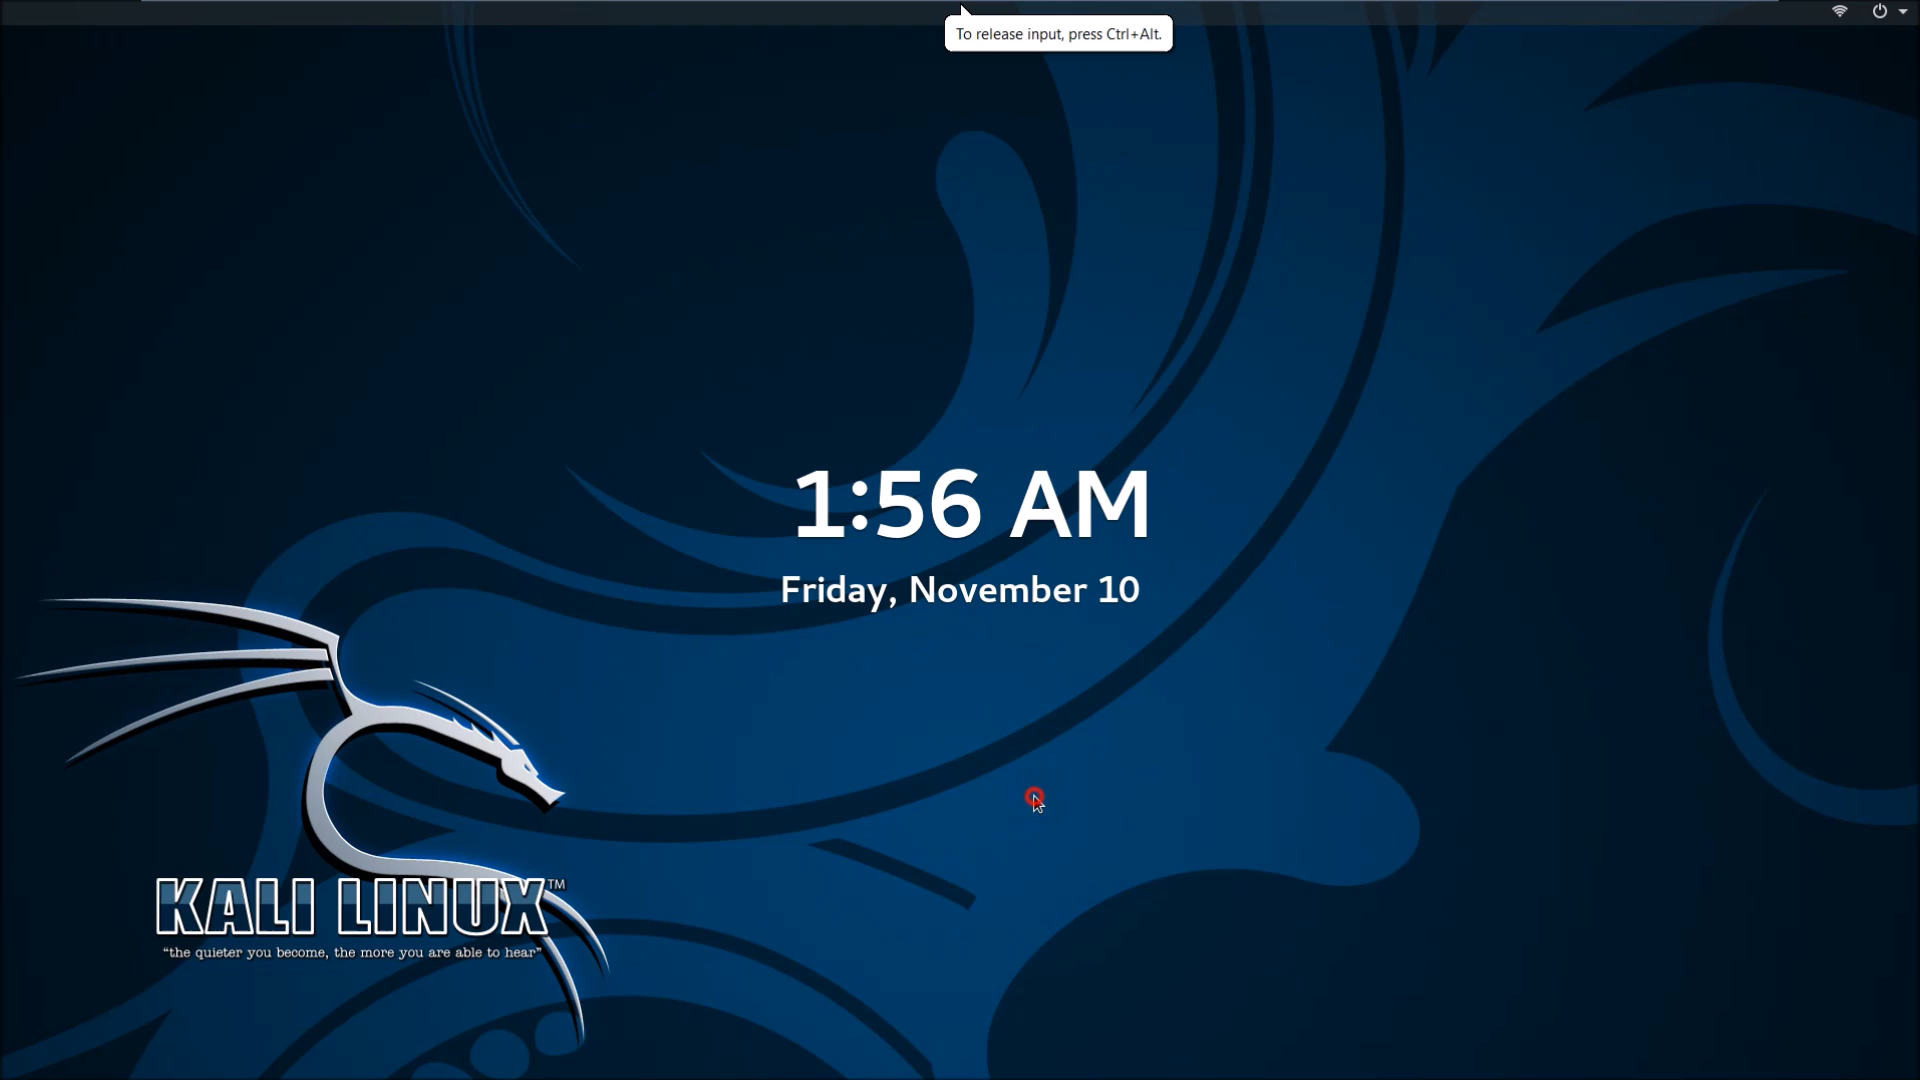 To release input, press Ctrl+Alt.
1:56 AM
Friday, November 10
KALI LINUX™
“the quieter you become, the more you are able to hear”